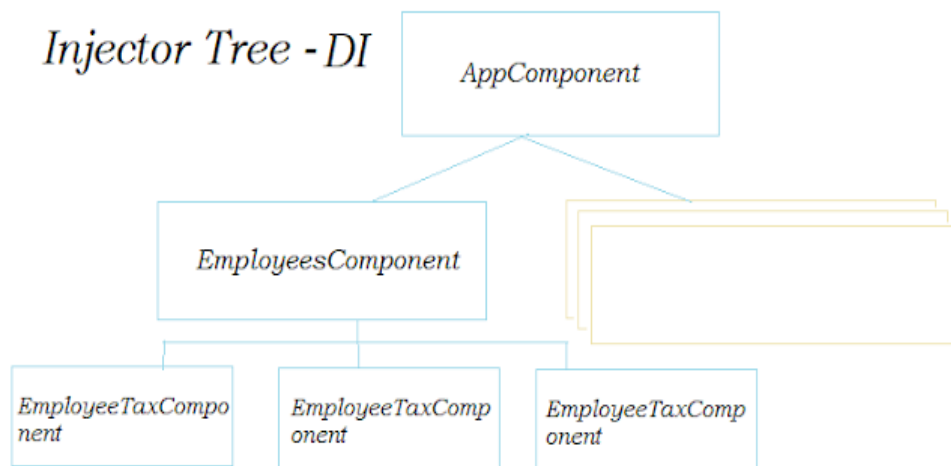 Injector Tree - DI
AppComponent
EmployeesComponent
EmployeeTaxCompo
nent
EmployeeTaxComp
onent
EmployeeTaxComp
onent